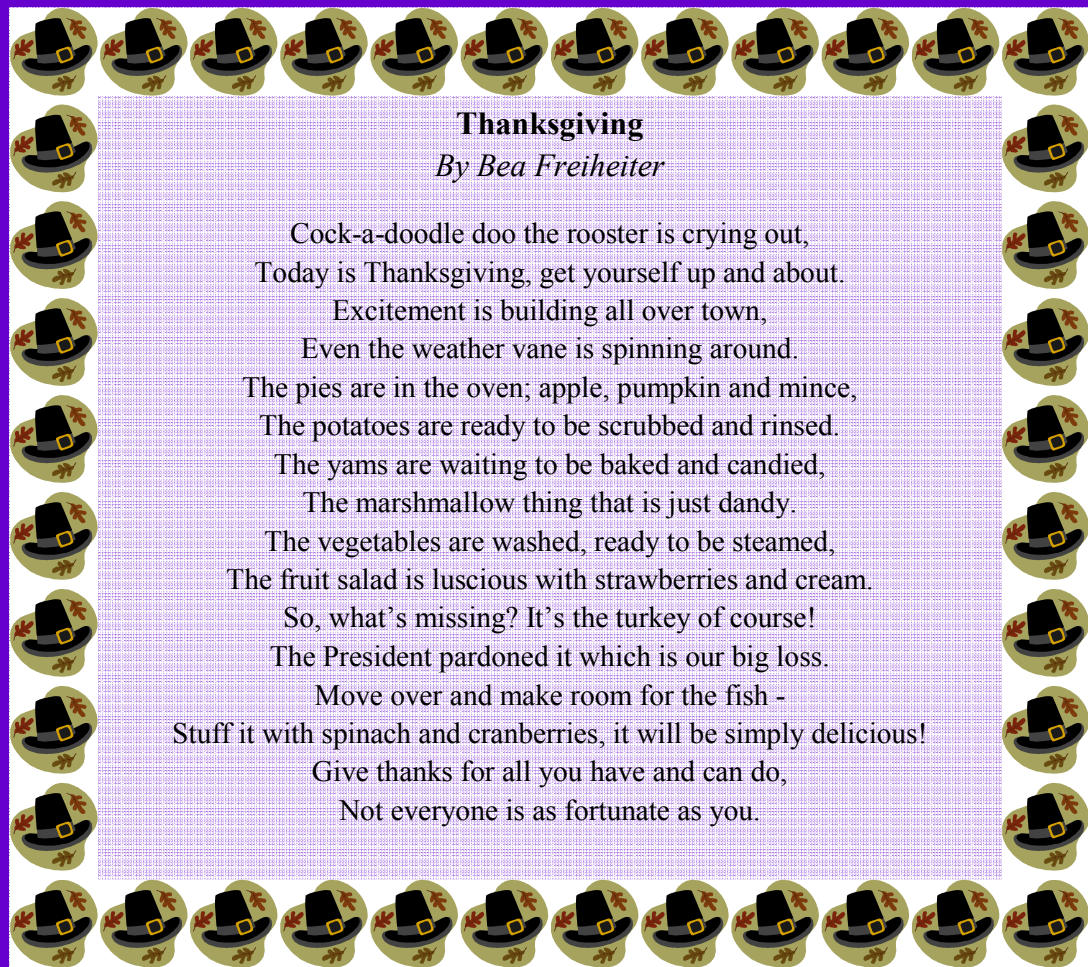 Thanksgiving
By Bea Freiheiter
Cock-a-doodle doo the rooster is crying out,
Today is Thanksgiving, get yourself up and about.
Excitement is building all over town,
Even the weather vane is spinning around.
The pies are in the oven; apple, pumpkin and mince,
The potatoes are ready to be scrubbed and rinsed.
The yams are waiting to be baked and candied,
The marshmallow thing that is just dandy.
The vegetables are washed, ready to be steamed,
The fruit salad is luscious with strawberries and cream.
So, what’s missing? It’s the turkey of course!
The President pardoned it which is our big loss.
Move over and make room for the fish -
Stuff it with spinach and cranberries, it will be simply delicious!
Give thanks for all you have and can do,
Not everyone is as fortunate as you.